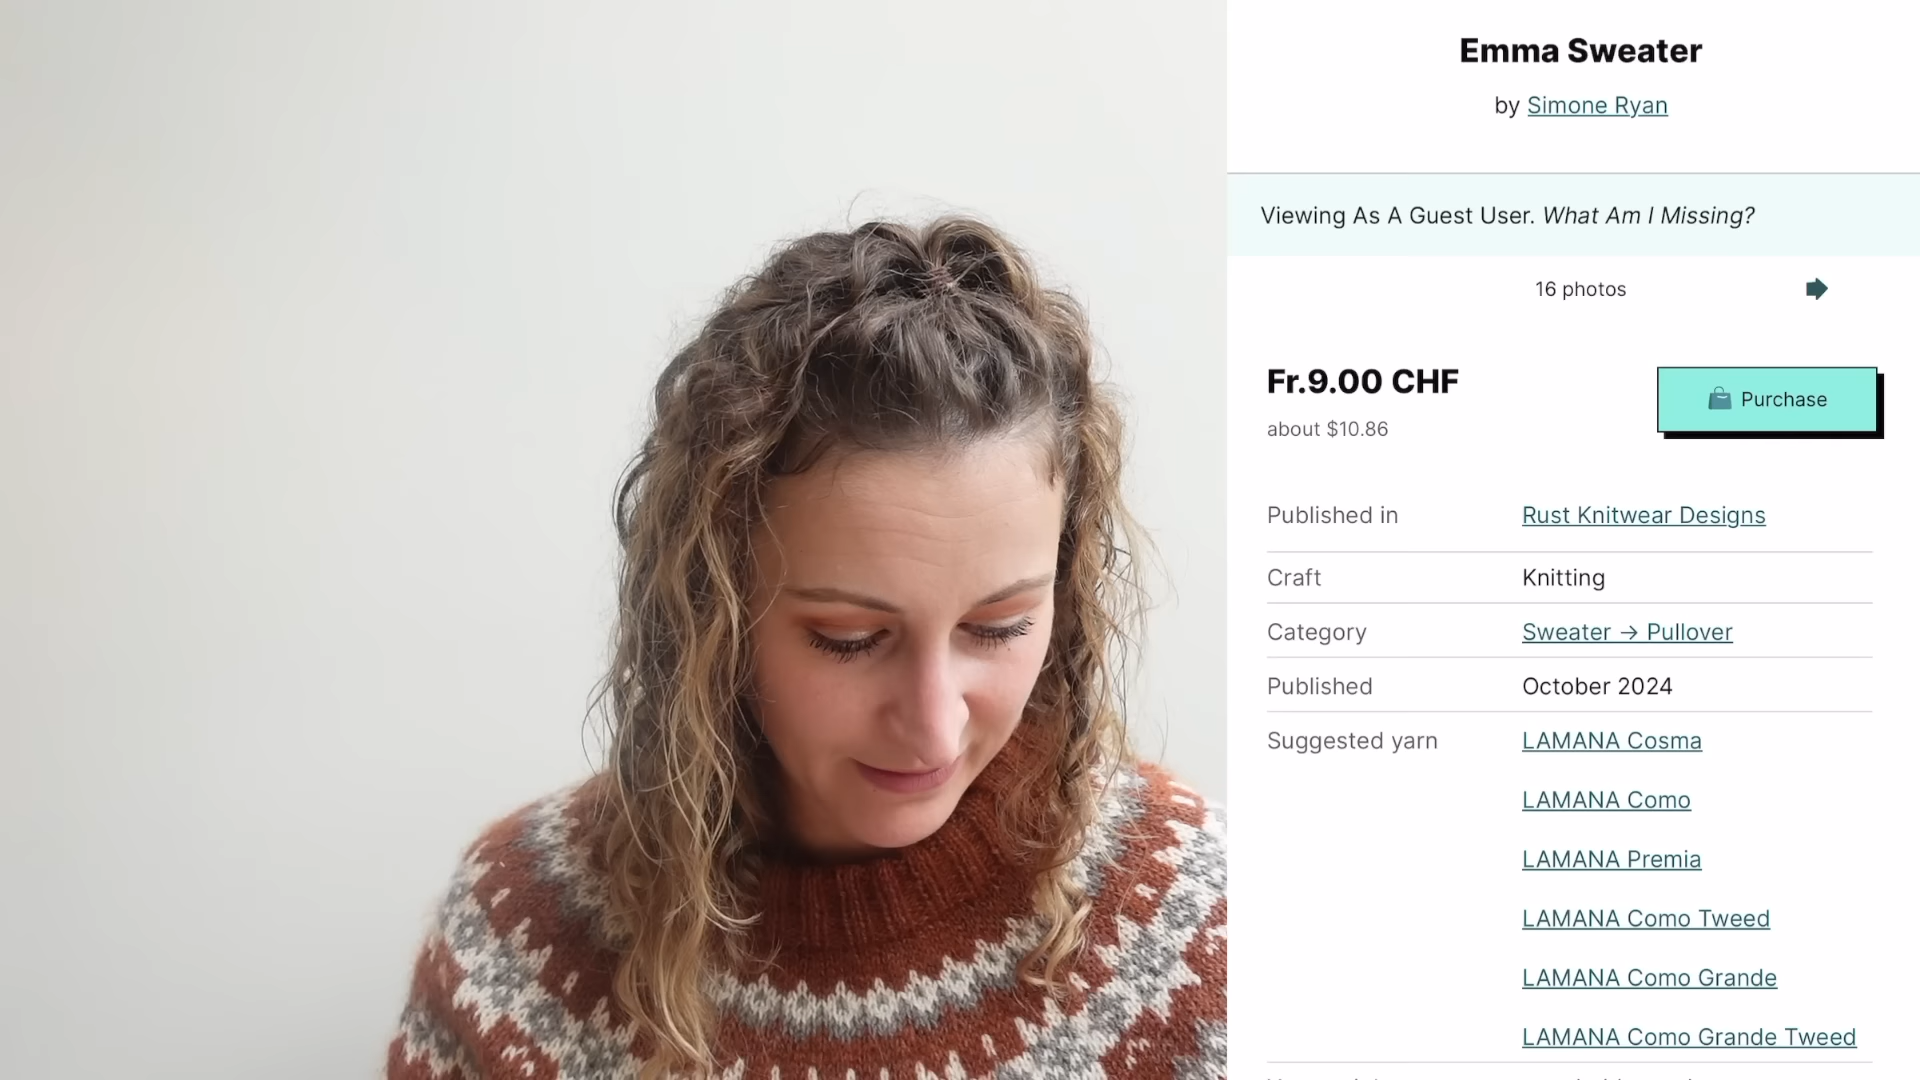 Emma Sweater
by Simone Ryan
Viewing As A Guest User. What Am I Missing?
16 photos
Fr.9.00 CHF
Purchase
about $10.86
Published in Rust Knitwear Designs
Craft Knitting
Category Sweater → Pullover
Published October 2024
Suggested yarn LAMANA Cosma
LAMANA Como
LAMANA Premia
LAMANA Como Tweed
LAMANA Como Grande
LAMANA Como Grande Tweed